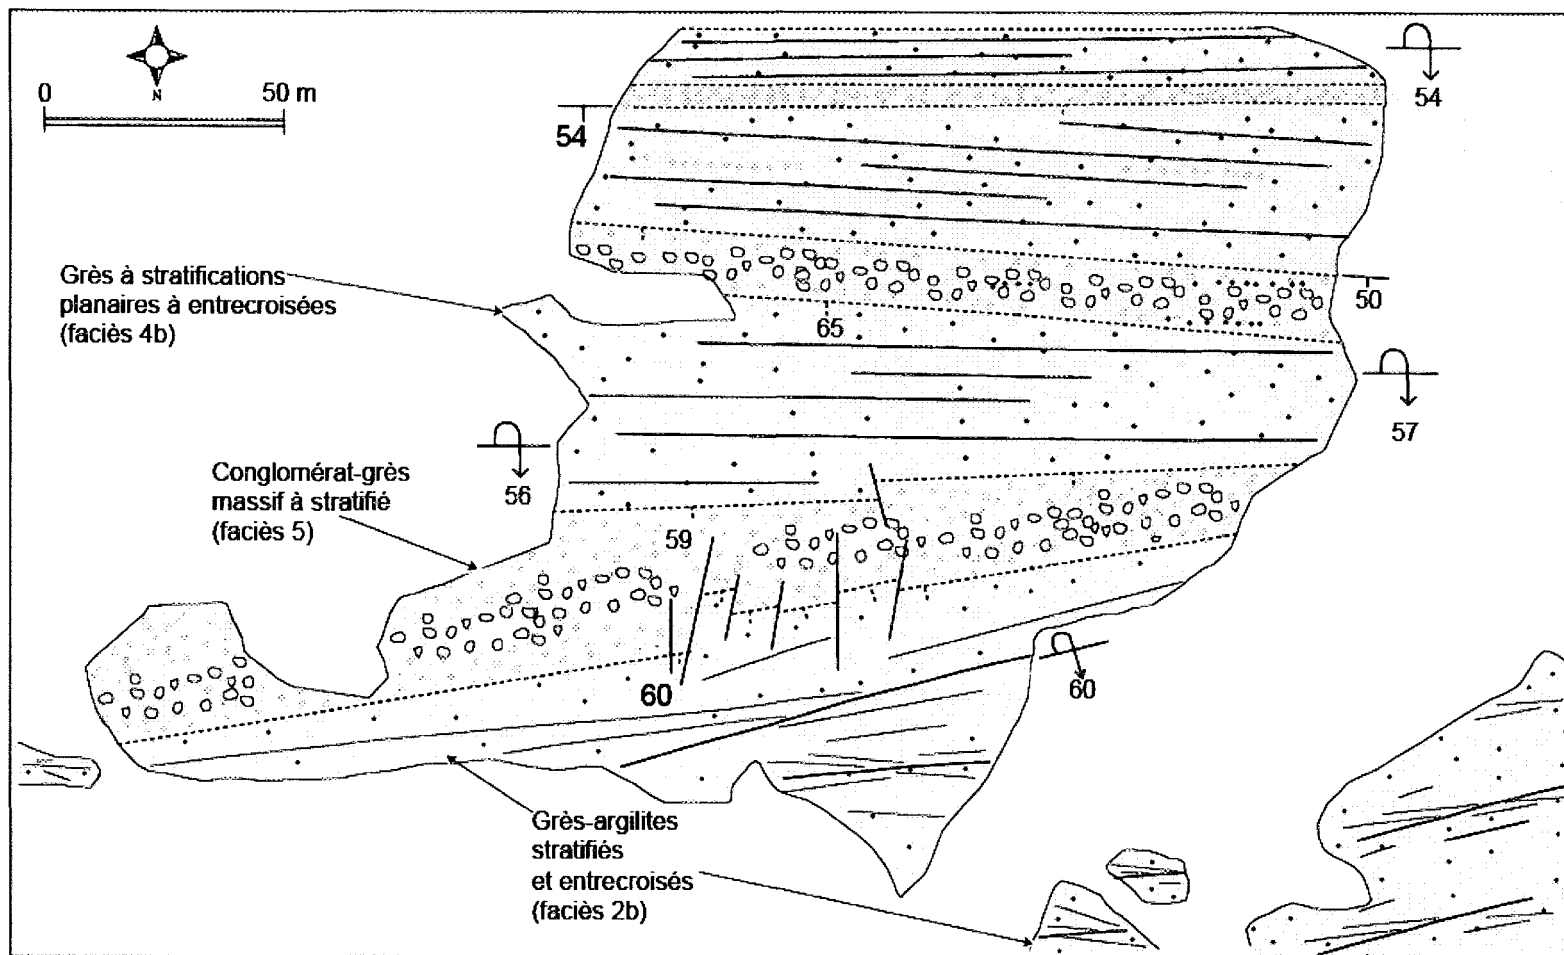 N
0 50 m
54
54
Grès à stratifications
planaires à entrecroisées
(faciès 4b)
50
65
57
Conglomérat-grès
massif à stratifié
(faciès 5)
56
59
60
60
Grès-argilites
stratifiés
et entrecroisés
(faciès 2b)